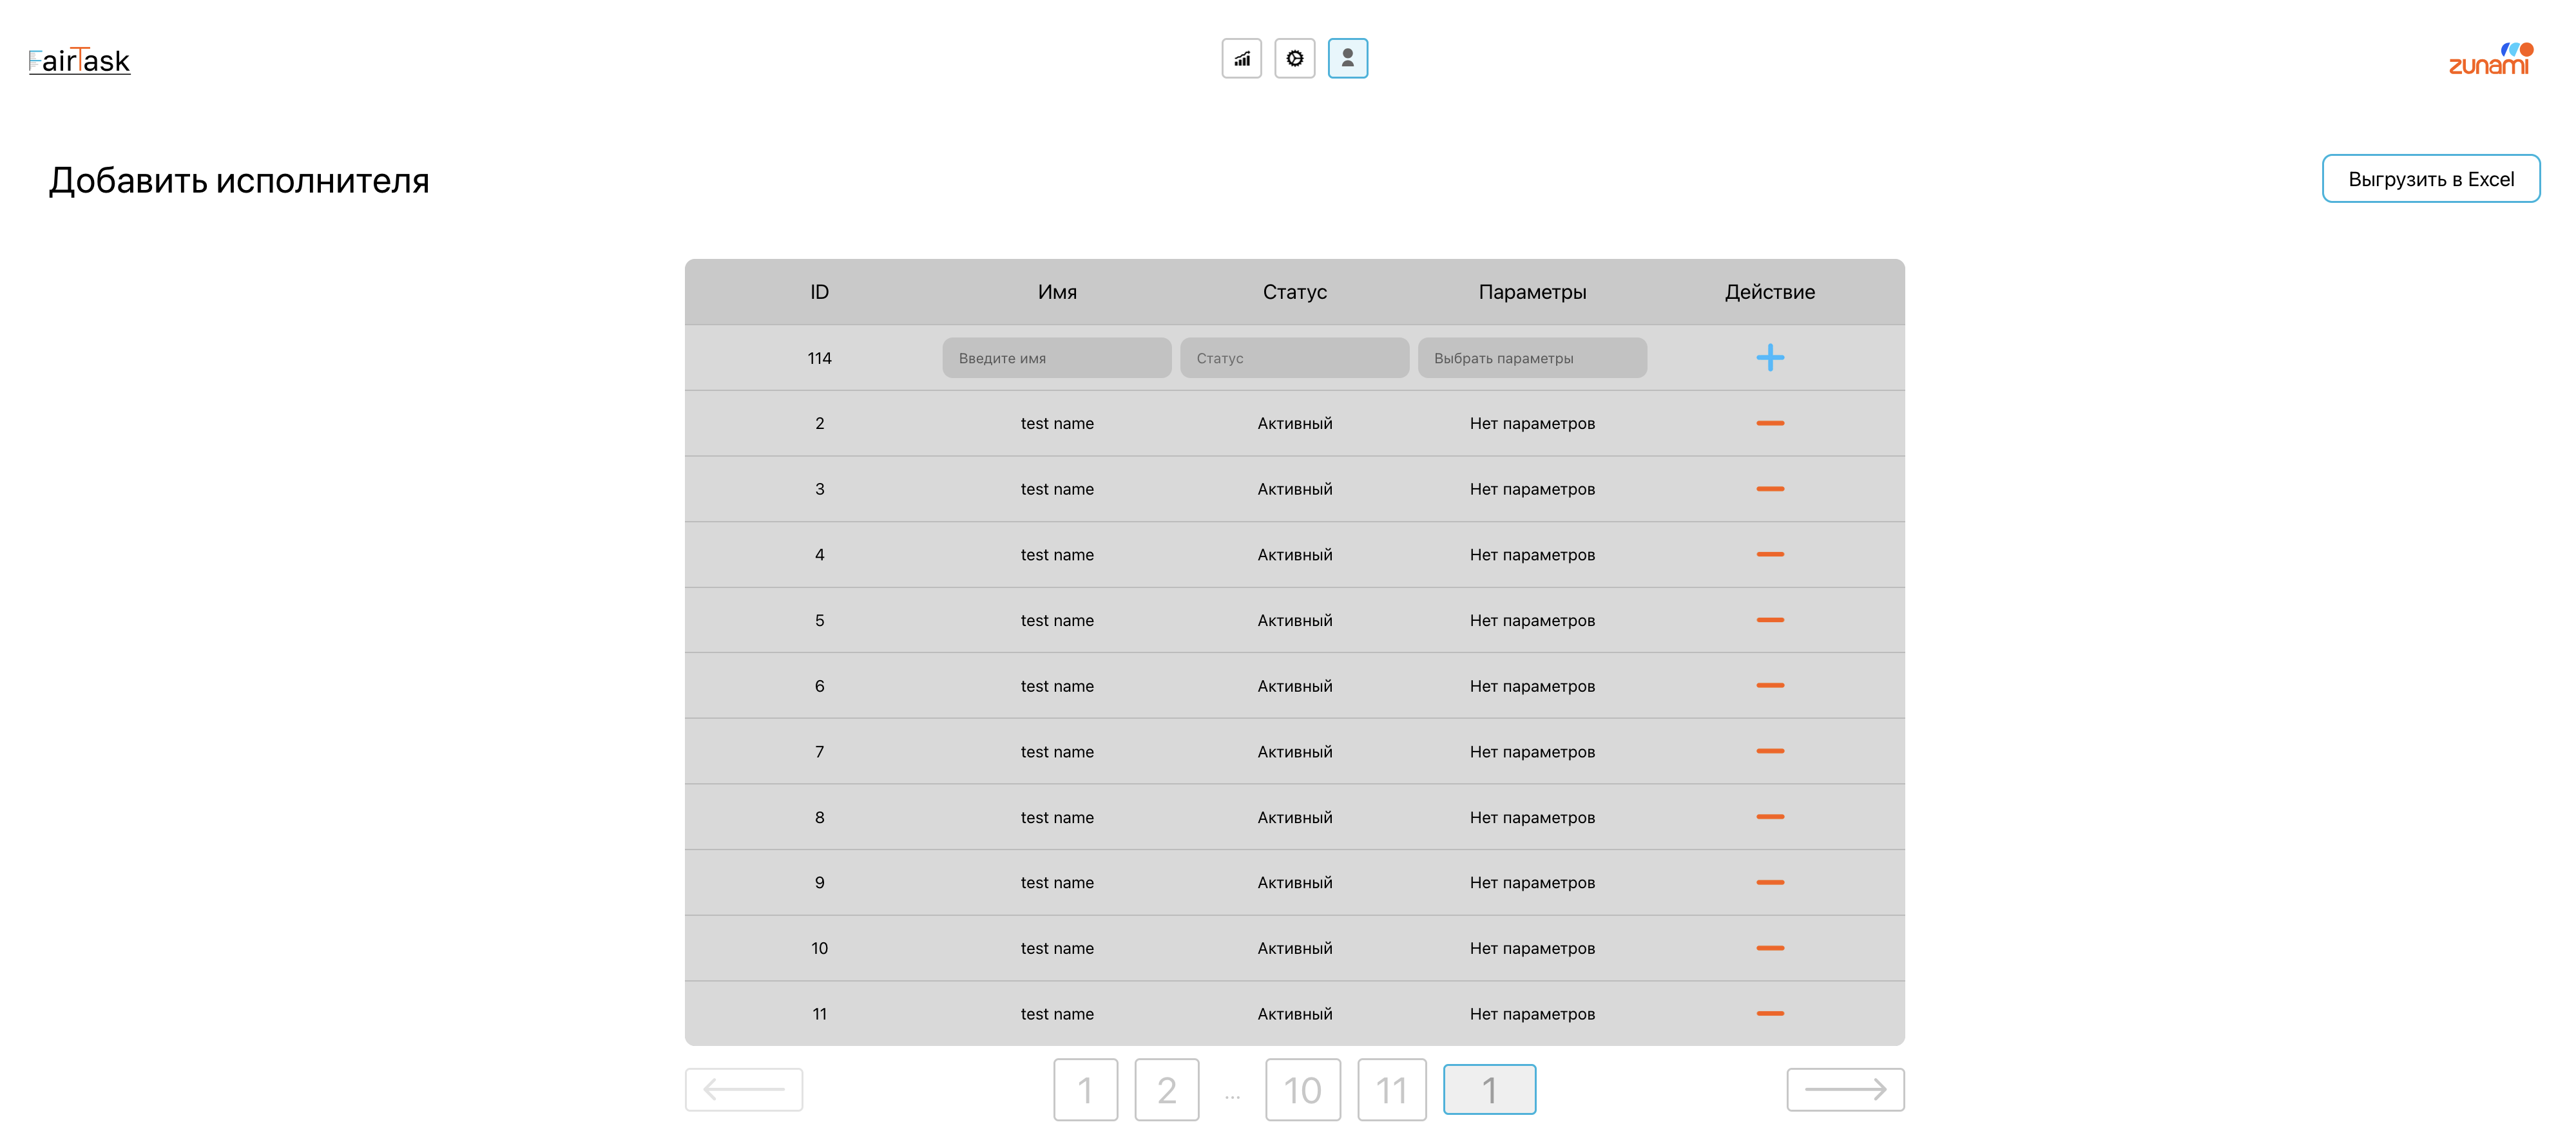 FairTask
zunami
Добавить исполнителя
Выгрузить в Excel
ID Имя Статус Параметры Действие
114 Введите имя Статус Выбрать параметры
2 test name Активный Нет параметров
3 test name Активный Нет параметров
4 test name Активный Нет параметров
5 test name Активный Нет параметров
6 test name Активный Нет параметров
7 test name Активный Нет параметров
8 test name Активный Нет параметров
9 test name Активный Нет параметров
10 test name Активный Нет параметров
11 test name Активный Нет параметров
1 2 ... 10 11 1